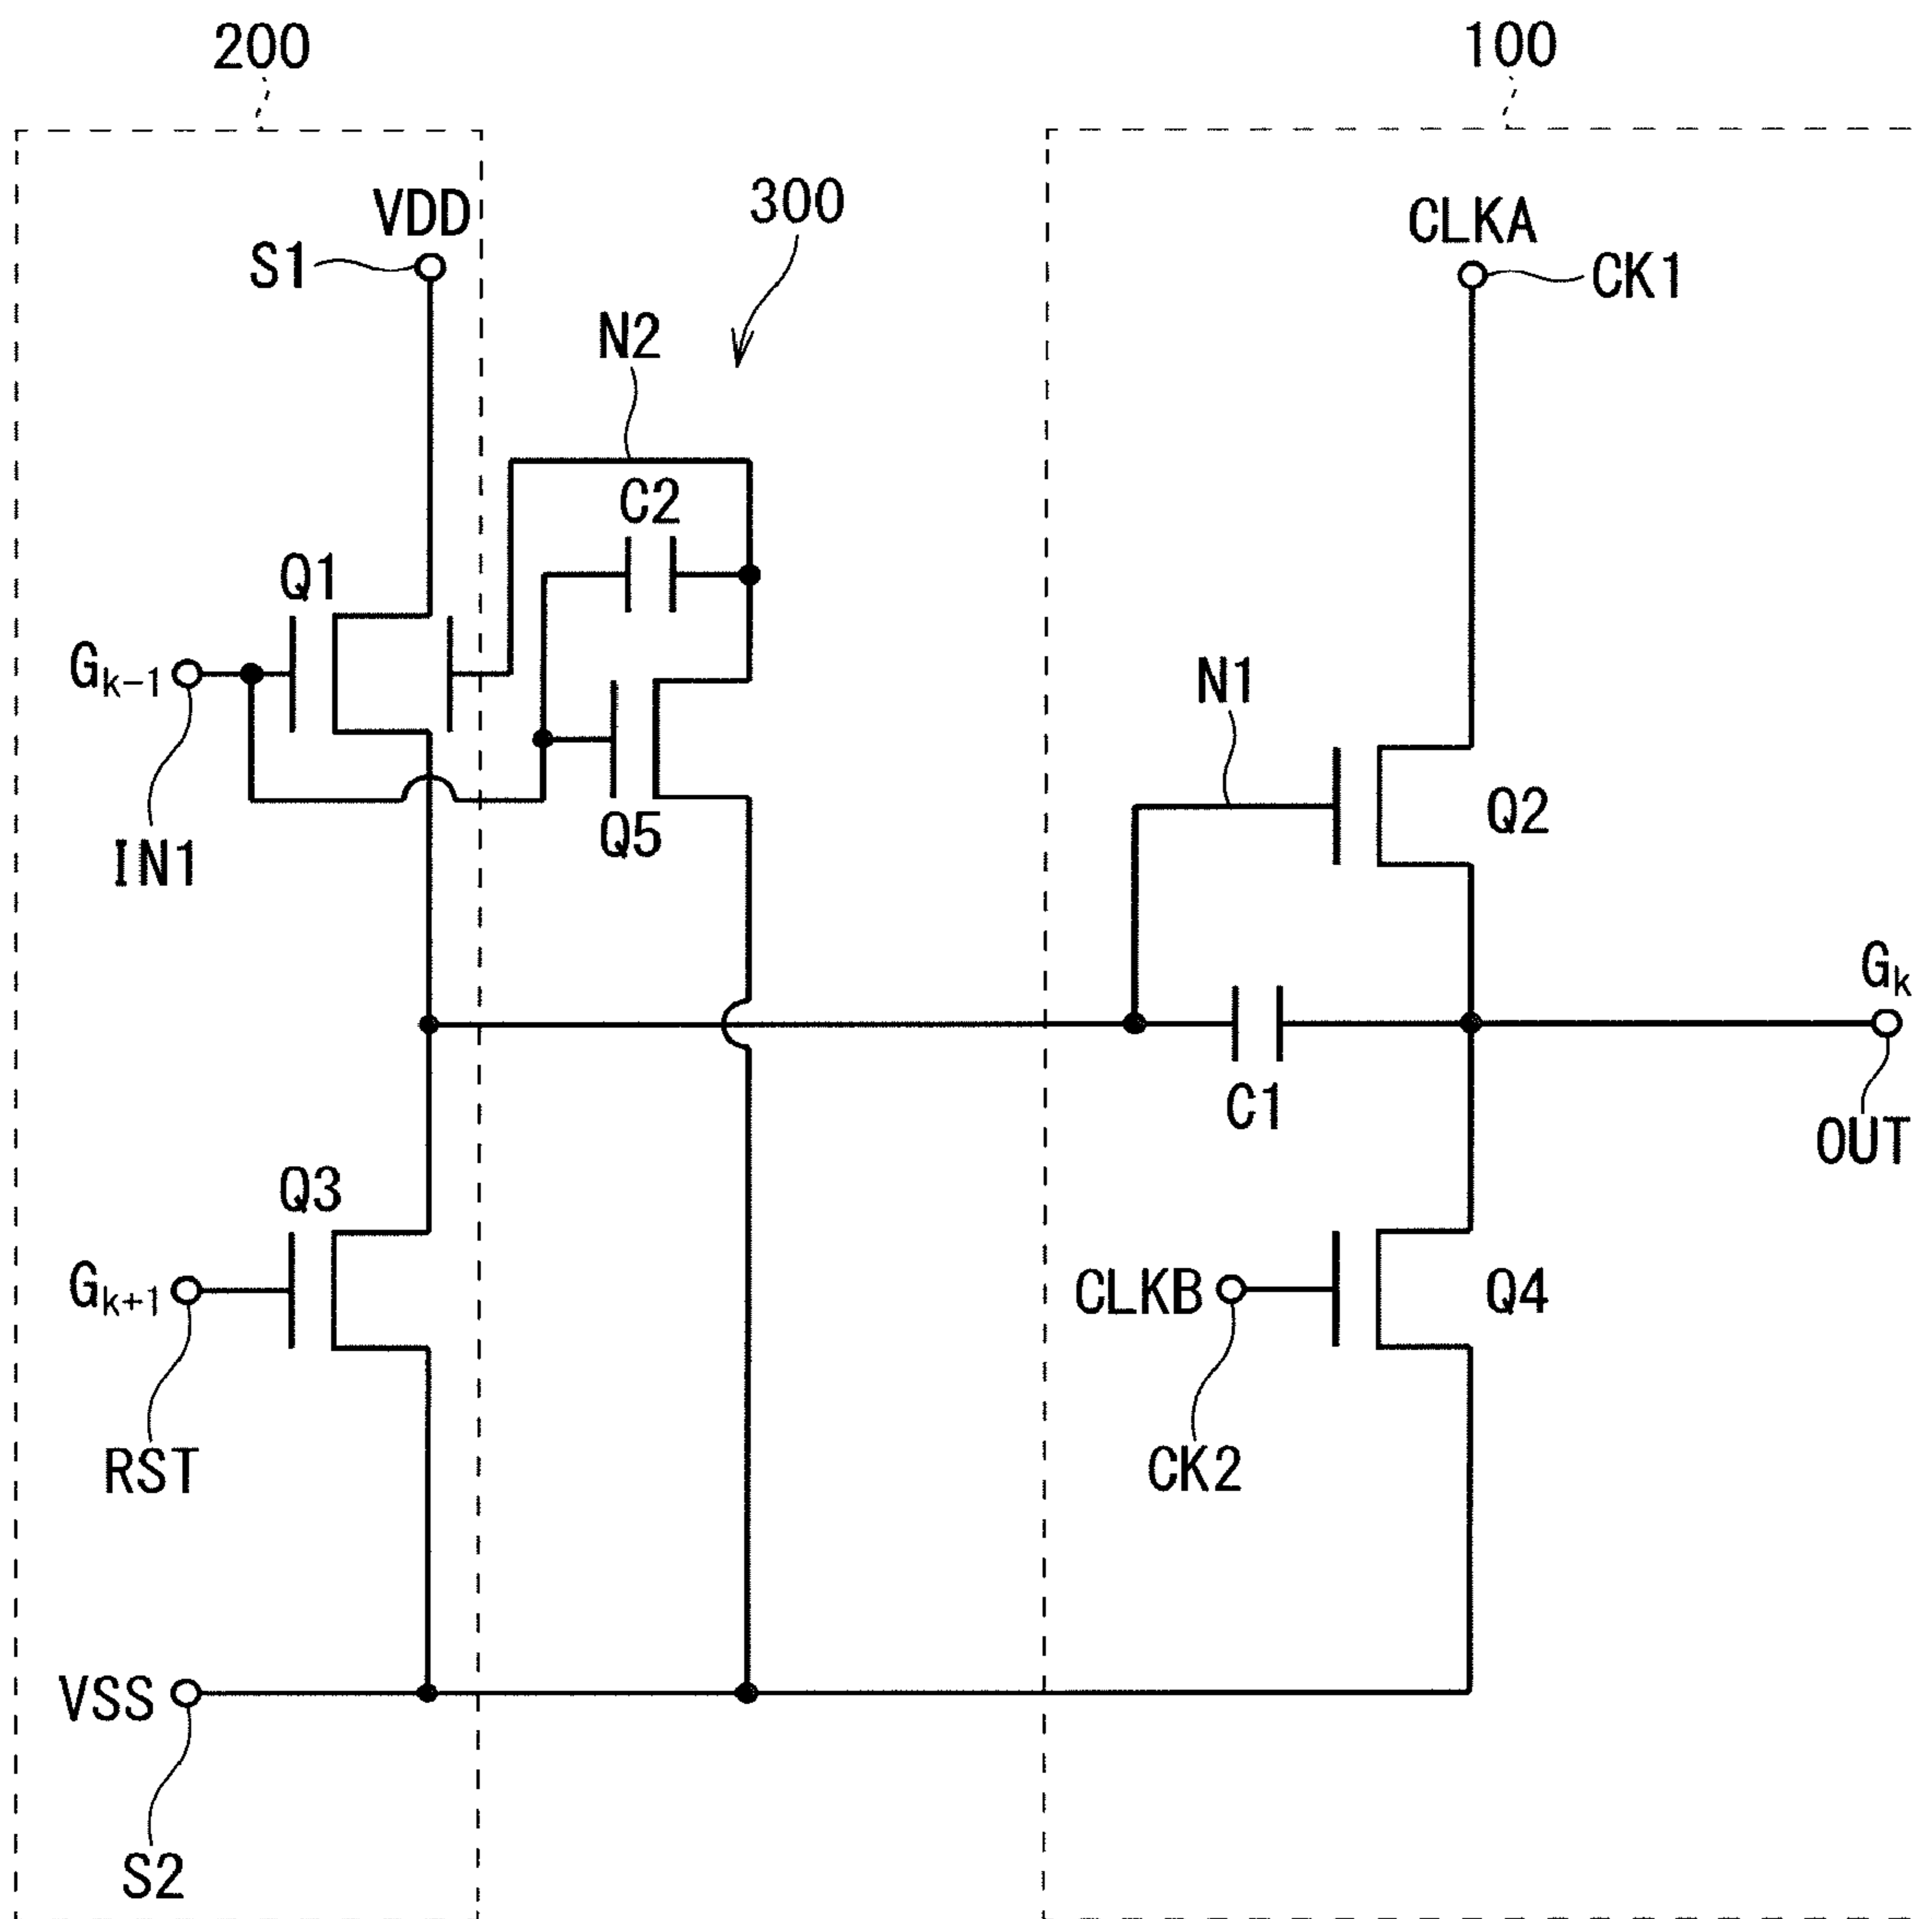 200
100
VDD
S1
300
CLKA
CK1
N2
C2
Q1
Gk-1
IN1
Q5
N1
Q2
Gk
OUT
C1
Q3
Gk+1
RST
CLKB
Q4
CK2
VSS
S2